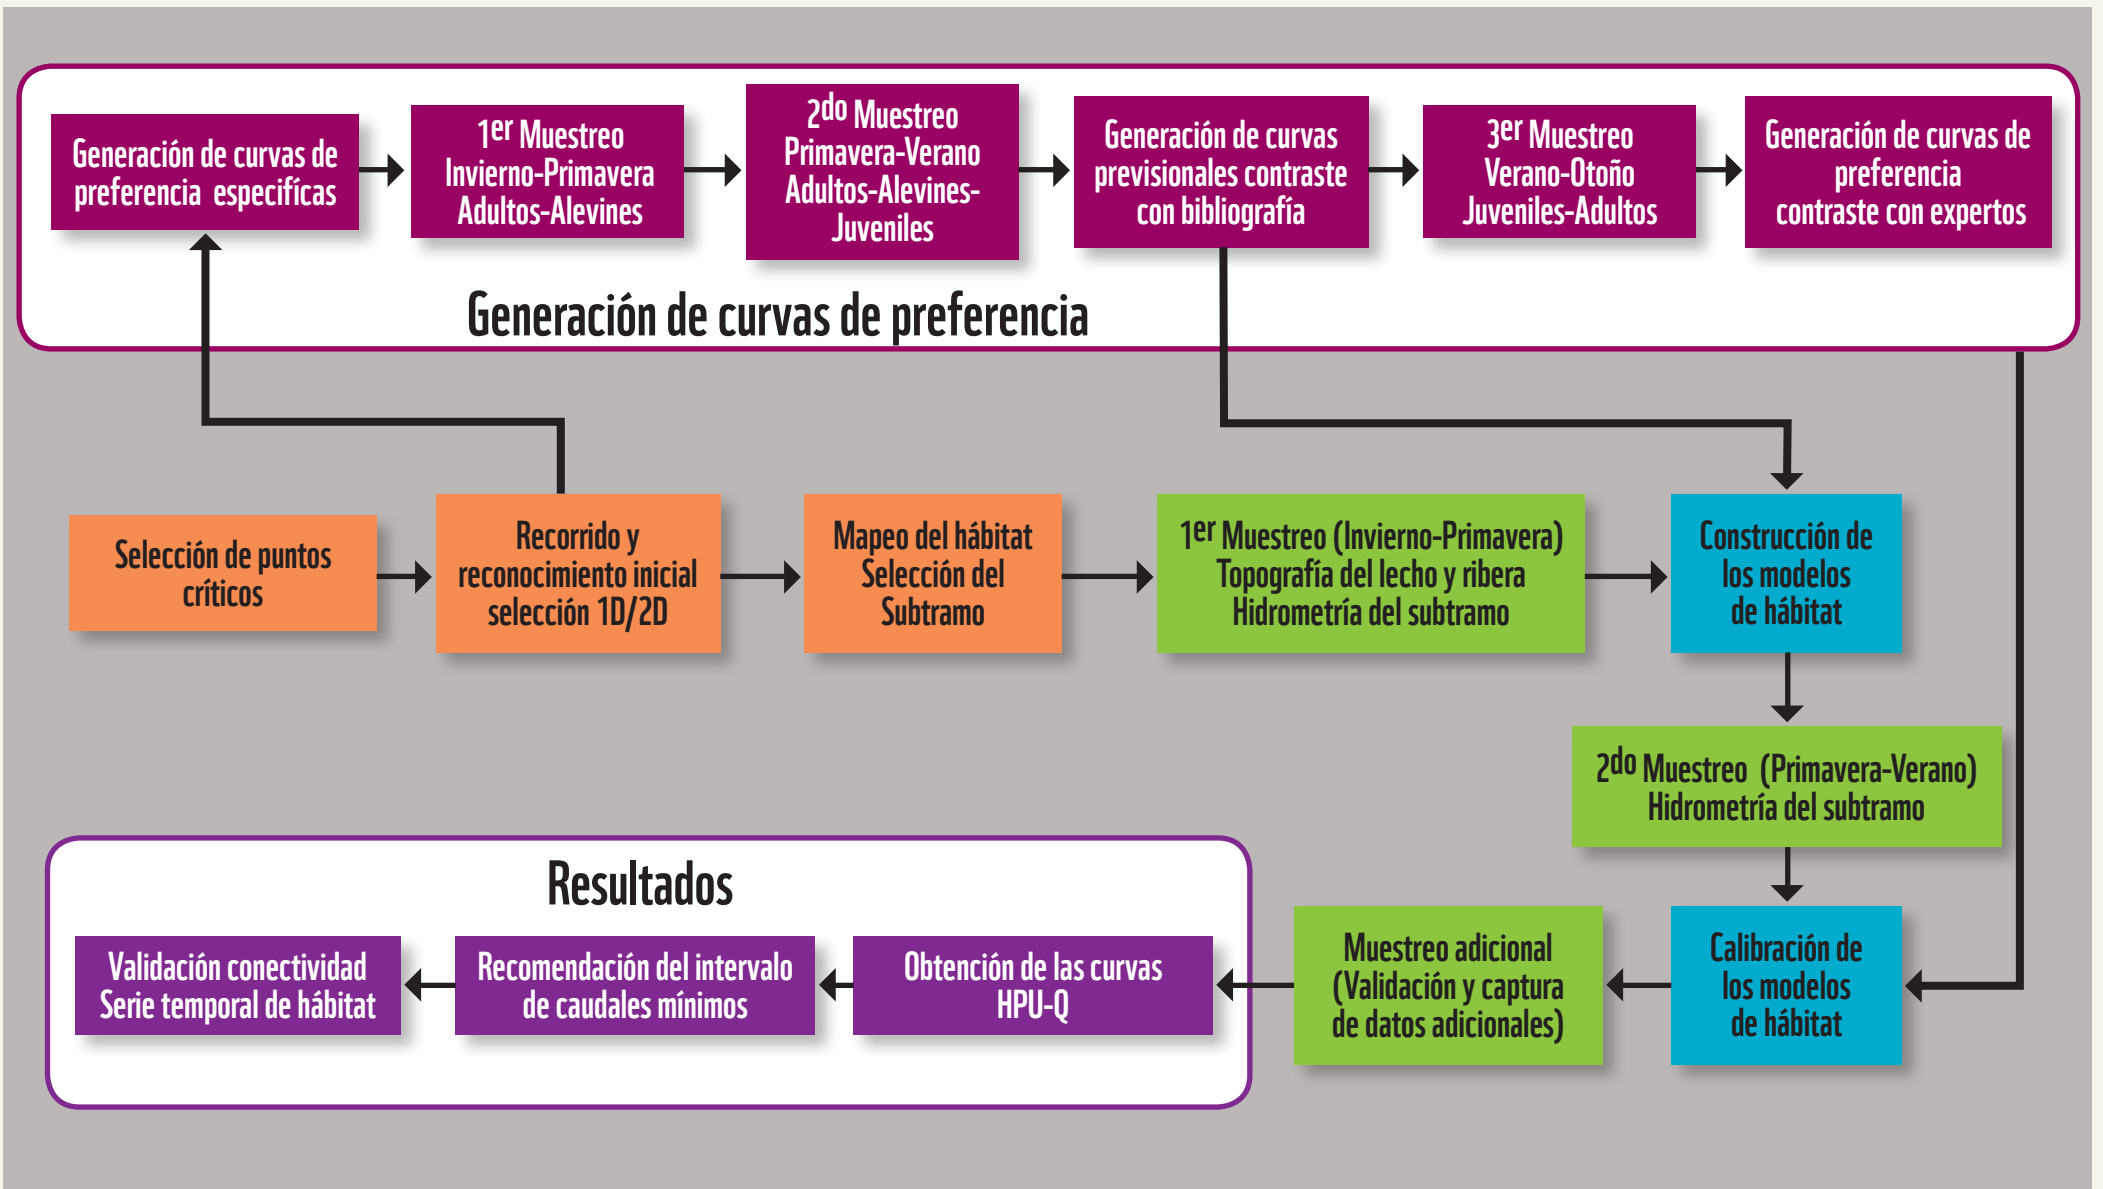 Generación de curvas de
preferencia especifícas
1er Muestreo
Invierno-Primavera
Adultos-Alevines
2do Muestreo
Primavera-Verano
Adultos-Alevines-
Juveniles
Generación de curvas
previsionales contraste
con bibliografía
3er Muestreo
Verano-Otoño
Juveniles-Adultos
Generación de curvas de
preferencia
contraste con expertos
Generación de curvas de preferencia
Selección de puntos
críticos
Recorrido y
reconocimiento inicial
selección 1D/2D
Mapeo del hábitat
Selección del
Subtramo
1er Muestreo (Invierno-Primavera)
Topografía del lecho y ribera
Hidrometría del subtramo
Construcción de
los modelos
de hábitat
2do Muestreo (Primavera-Verano)
Hidrometría del subtramo
Calibración de
los modelos
de hábitat
Muestreo adicional
(Validación y captura
de datos adicionales)
Resultados
Obtención de las curvas
HPU-Q
Recomendación del intervalo
de caudales mínimos
Validación conectividad
Serie temporal de hábitat